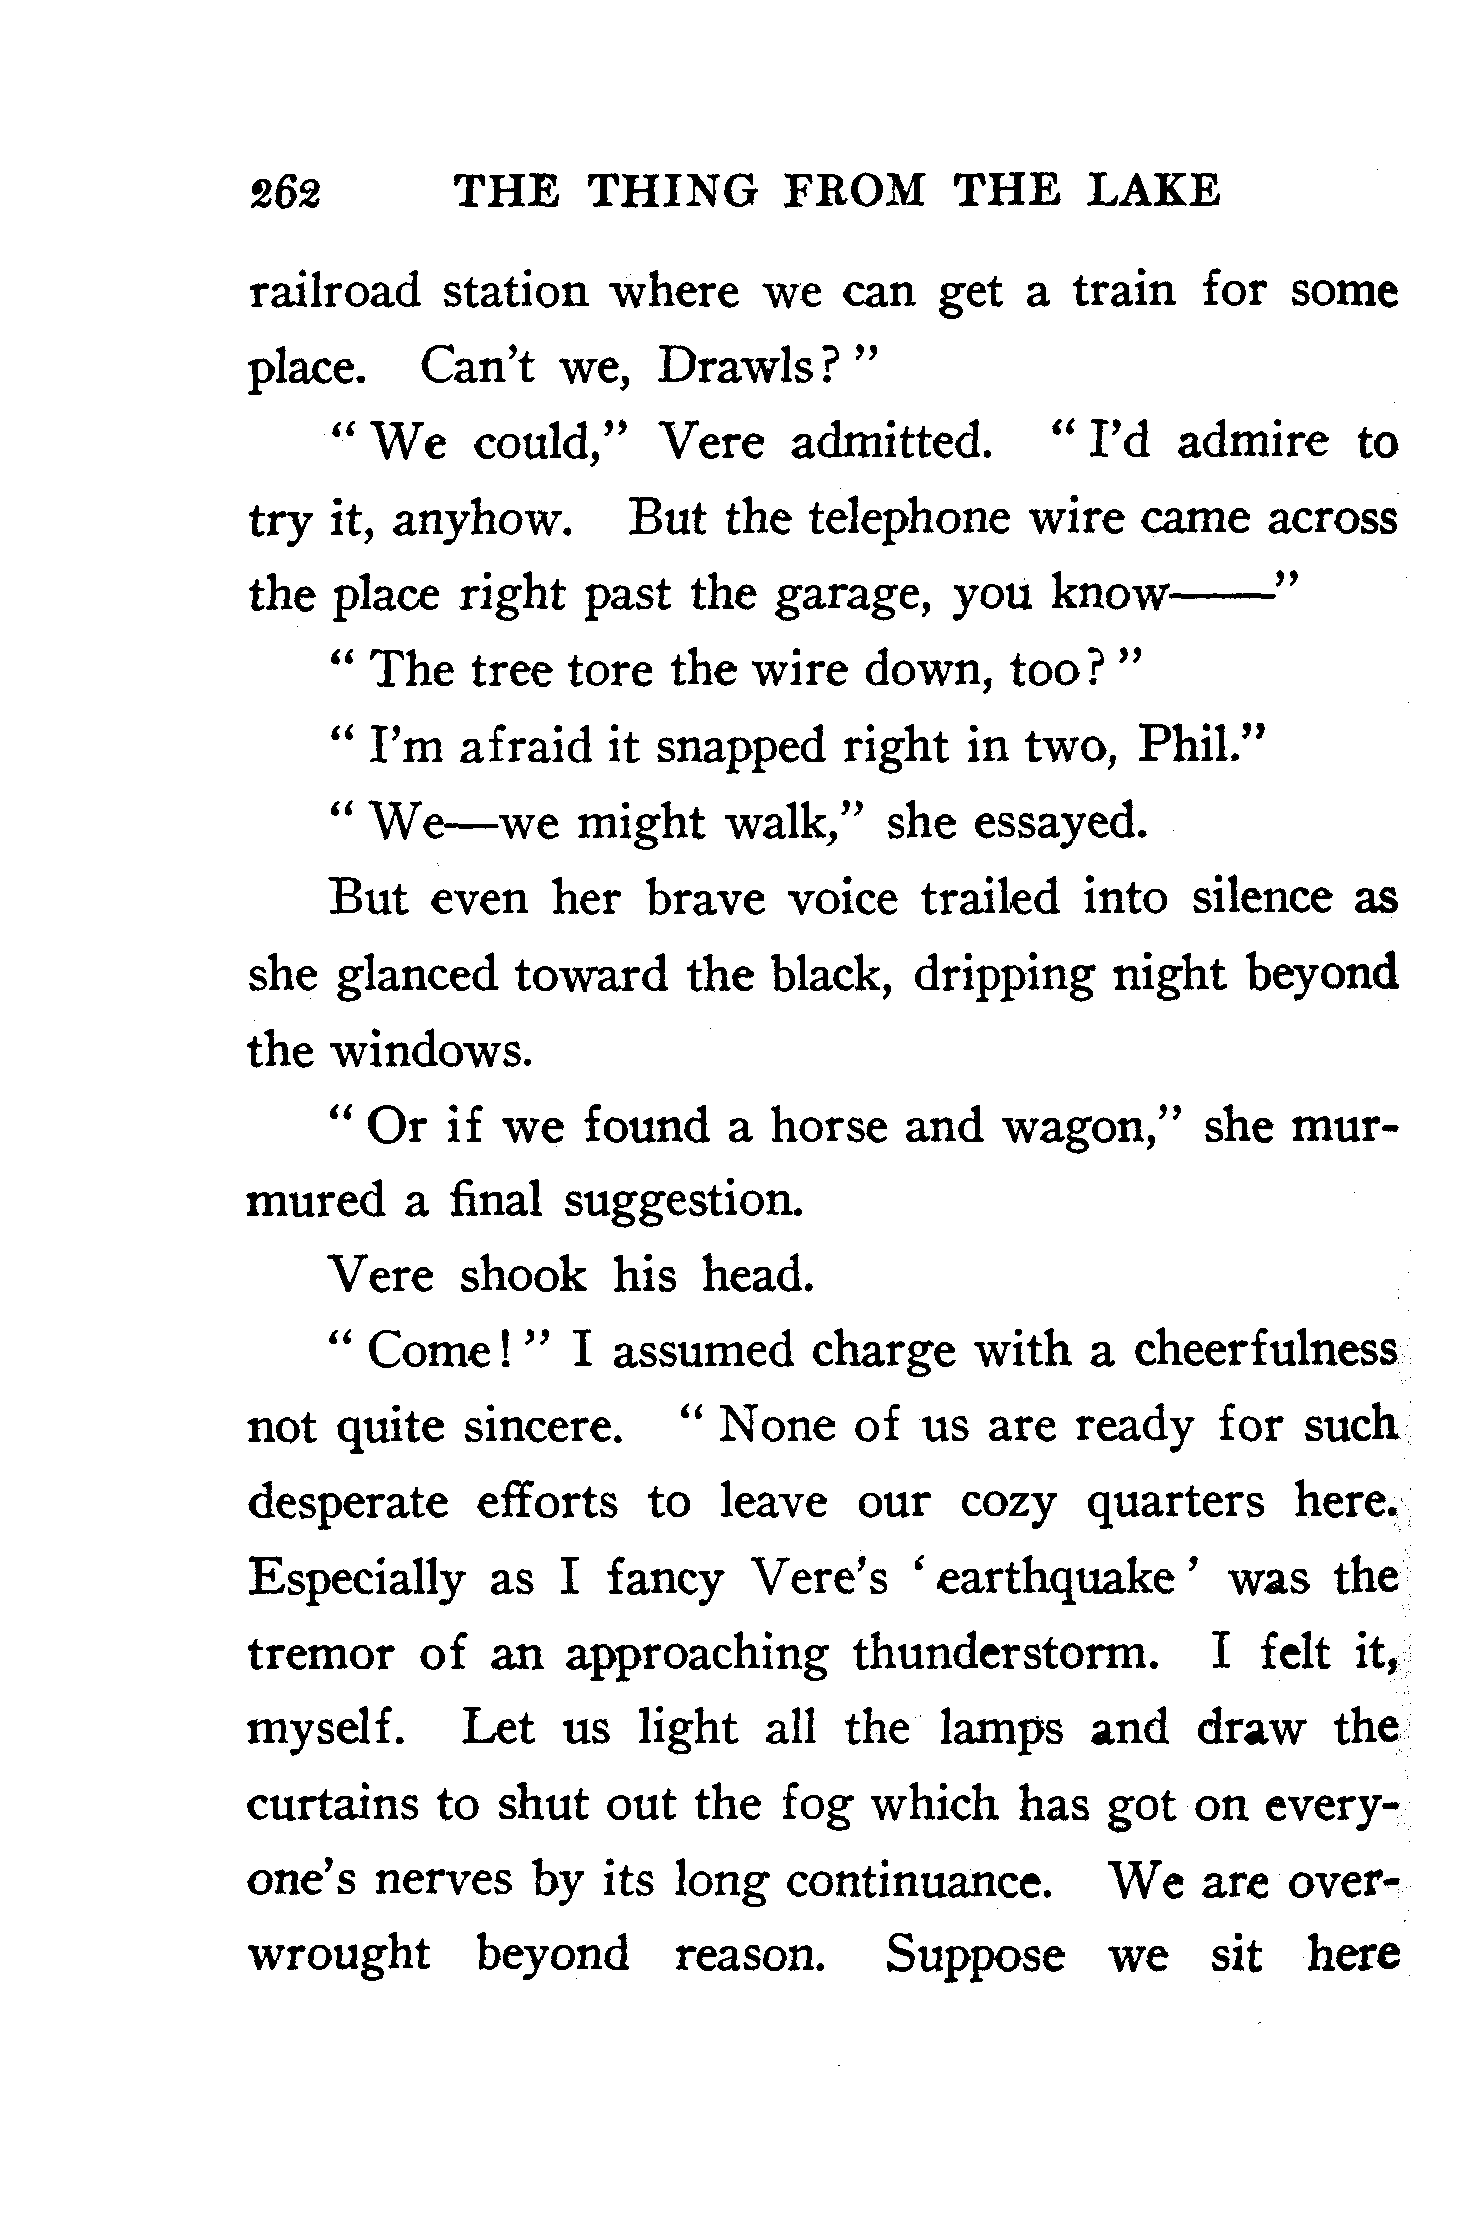 262 THE THING FROM THE LAKE
railroad station where we can get a train for some
place. Can't we, Drawls? ”
“ We could,” Vere admitted. “ I'd admire to
try it, anyhow. But the telephone wire came across
the place right past the garage, you know——”
“ The tree tore the wire down, too? ”
“ I'm afraid it snapped right in two, Phil.”
“ We—we might walk,” she essayed.
But even her brave voice trailed into silence as
she glanced toward the black, dripping night beyond
the windows.
“ Or if we found a horse and wagon,” she mur-
mured a final suggestion.
Vere shook his head.
“ Come! ” I assumed charge with a cheerfulness
not quite sincere. “ None of us are ready for such
desperate efforts to leave our cozy quarters here.
Especially as I fancy Vere's ‘ earthquake ’ was the
tremor of an approaching thunderstorm. I felt it,
myself. Let us light all the lamps and draw the
curtains to shut out the fog which has got on every-
one's nerves by its long continuance. We are over-
wrought beyond reason. Suppose we sit here